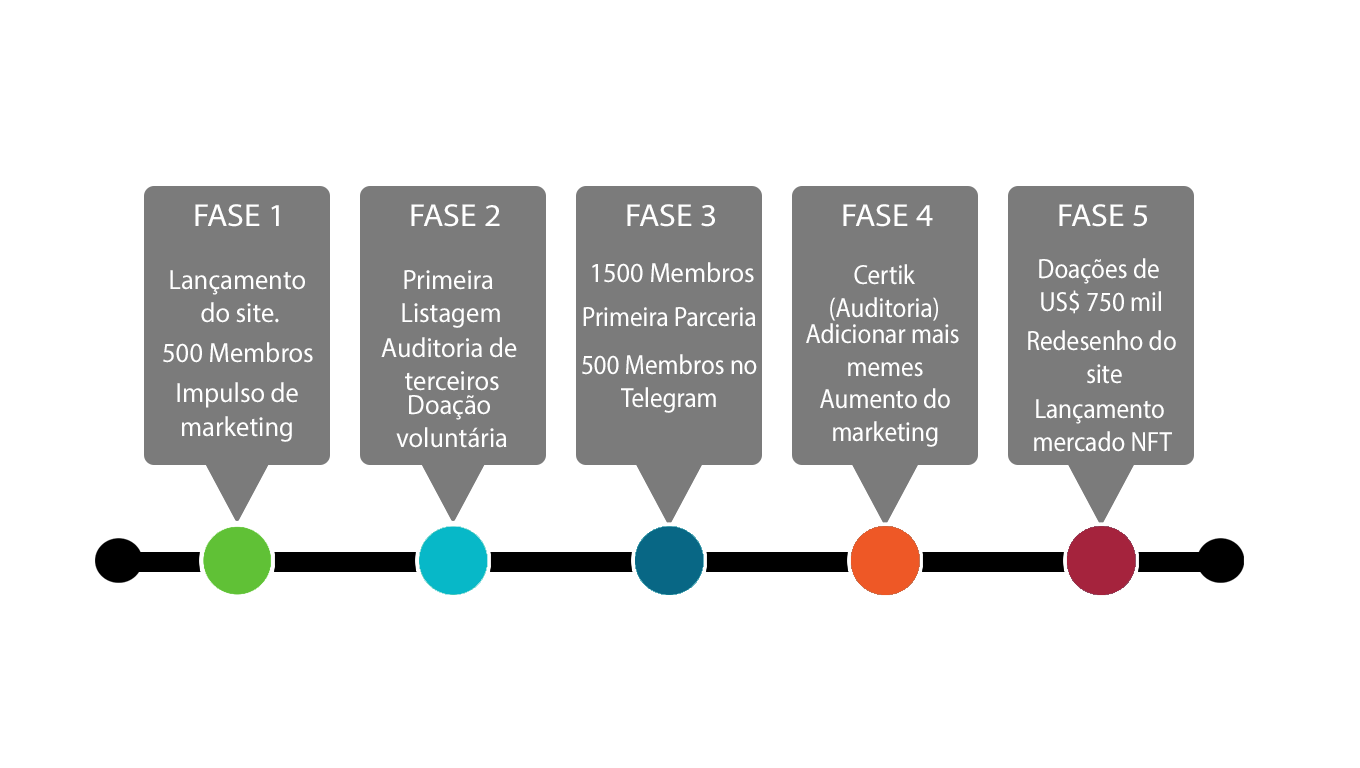 FASE 1
Lançamento
do site.
500 Membros
Impulso de
marketing
FASE 2
Primeira
Listagem
Auditoria de
terceiros
Doação
voluntária
FASE 3
1500 Membros
Primeira Parceria
500 Membros no
Telegram
FASE 4
Certik
(Auditoria)
Adicionar mais
memes
Aumento do
marketing
FASE 5
Doações de
US$ 750 mil
Redesenho do
site
Lançamento
mercado NFT